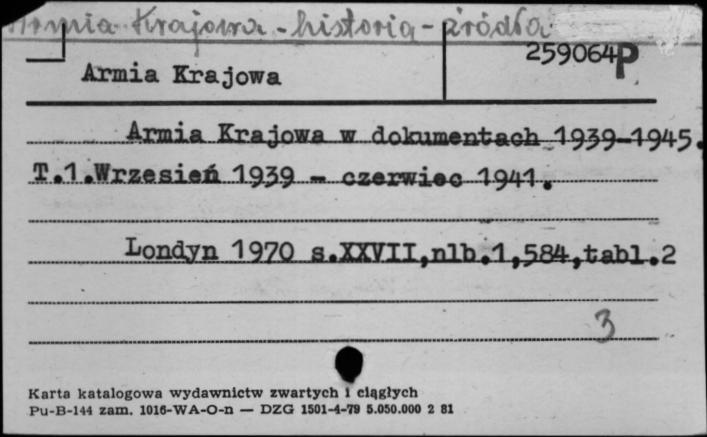 Armia Krajowa - historia - źródła
259064P
Armia Krajowa
Armia Krajowa w dokumentach 1939-1945.
T.1.Wrzesień 1939 - czerwiec 1941.
Londyn 1970 s.XXVII,nlb.1,584,tabl.2
3
Karta katalogowa wydawnictw zwartych i ciągłych
Pu-B-144 zam. 1016-WA-O-n — DZG 1501-4-79 5.050.000 2 81